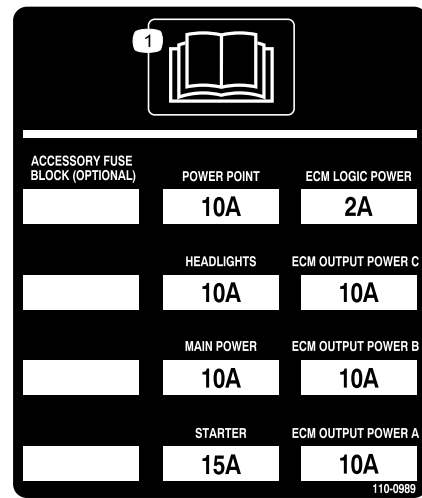 1
ACCESSORY FUSE
BLOCK (OPTIONAL)
POWER POINT
ECM LOGIC POWER
10A
2A
HEADLIGHTS
ECM OUTPUT POWER C
10A
10A
MAIN POWER
ECM OUTPUT POWER B
10A
10A
STARTER
ECM OUTPUT POWER A
15A
10A
110-0989